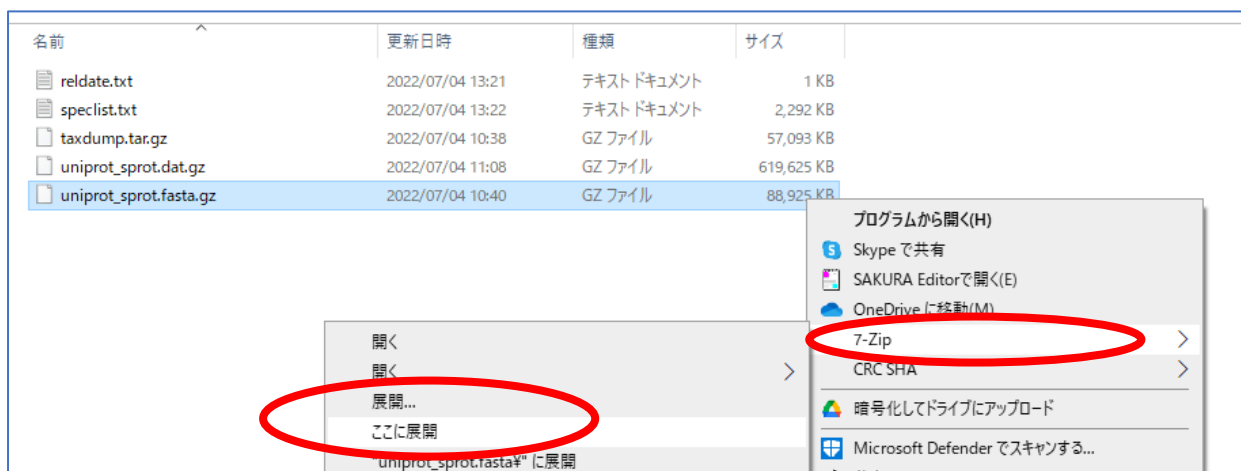 名前 更新日時 種類 サイズ
reldate.txt 2022/07/04 13:21 テキスト ドキュメント 1 KB
speclist.txt 2022/07/04 13:22 テキスト ドキュメント 2,292 KB
taxdump.tar.gz 2022/07/04 10:38 GZ ファイル 57,093 KB
uniprot_sprot.dat.gz 2022/07/04 11:08 GZ ファイル 619,625 KB
uniprot_sprot.fasta.gz 2022/07/04 10:40 GZ ファイル 88,925 KB
プログラムから開く(H)
Skype で共有
SAKURA Editorで開く(E)
OneDrive に移動(M)
7-Zip
CRC SHA
暗号化してドライブにアップロード
Microsoft Defender でスキャンする...
開く
開く
展開...
ここに展開
"uniprot_sprot.fasta¥" に展開